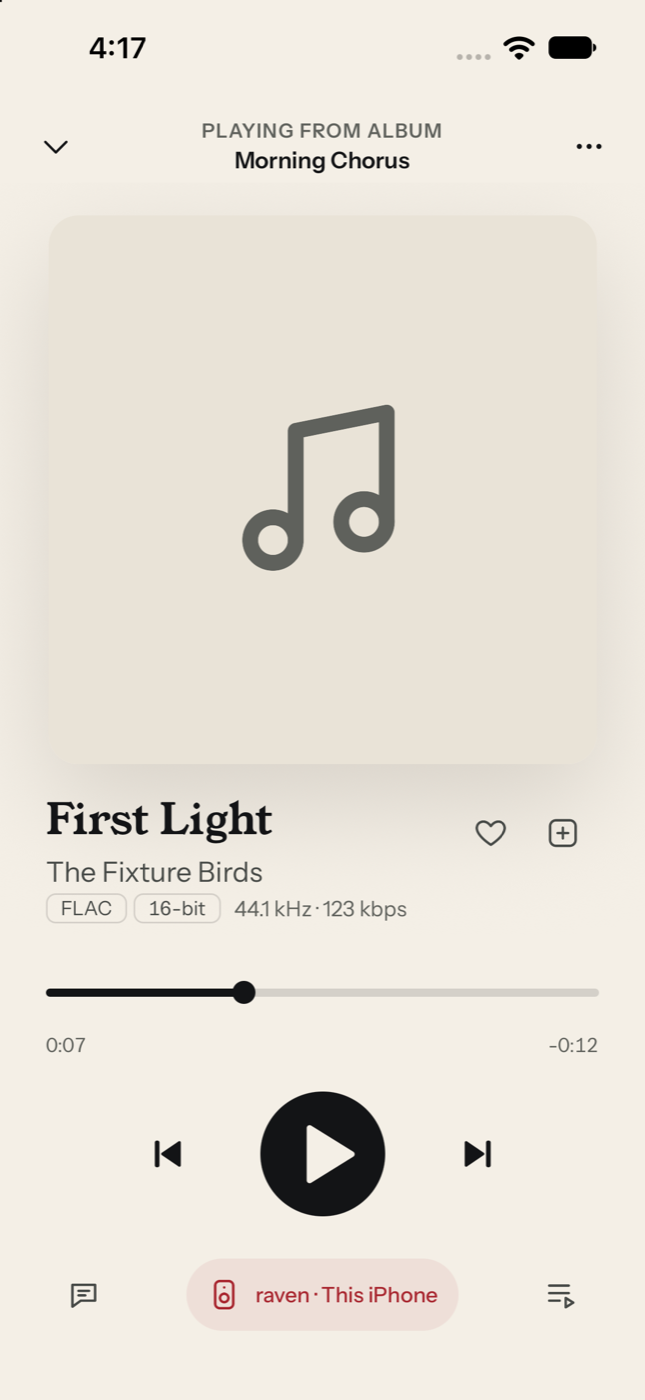 4:17
PLAYING FROM ALBUM
Morning Chorus
First Light
The Fixture Birds
FLAC 16-bit 44.1 kHz · 123 kbps
0:07 -0:12
raven · This iPhone